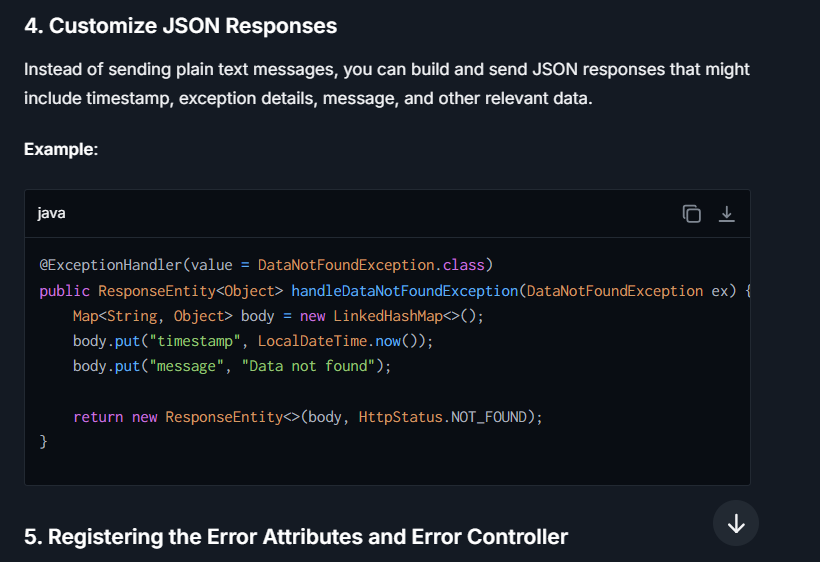 4. Customize JSON Responses
Instead of sending plain text messages, you can build and send JSON responses that might
include timestamp, exception details, message, and other relevant data.
Example:
java
@ExceptionHandler(value = DataNotFoundException.class)
public ResponseEntity<Object> handleDataNotFoundException(DataNotFoundException ex) {
    Map<String, Object> body = new LinkedHashMap<>();
    body.put("timestamp", LocalDateTime.now());
    body.put("message", "Data not found");
    return new ResponseEntity<>(body, HttpStatus.NOT_FOUND);
}
5. Registering the Error Attributes and Error Controller